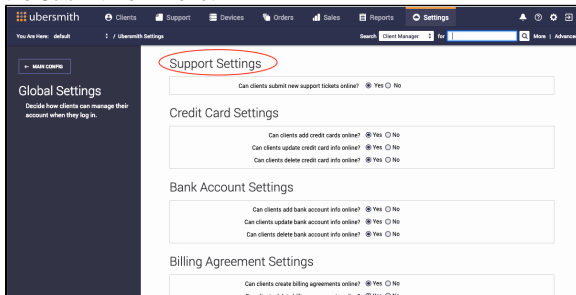 ubersmith Clients Support Devices Orders Sales Reports Settings
You Are Here: default / Ubersmith Settings Search Client Manager for More | Advanced
← MAIN CONFIG
Global Settings
Decide how clients can manage their
account when they log in.
Support Settings
Can clients submit new support tickets online? Yes No
Credit Card Settings
Can clients add credit cards online? Yes No
Can clients update credit card info online? Yes No
Can clients delete credit card info online? Yes No
Bank Account Settings
Can clients add bank account info online? Yes No
Can clients update bank account info online? Yes No
Can clients delete bank account info online? Yes No
Billing Agreement Settings
Can clients create billing agreements online? Yes No